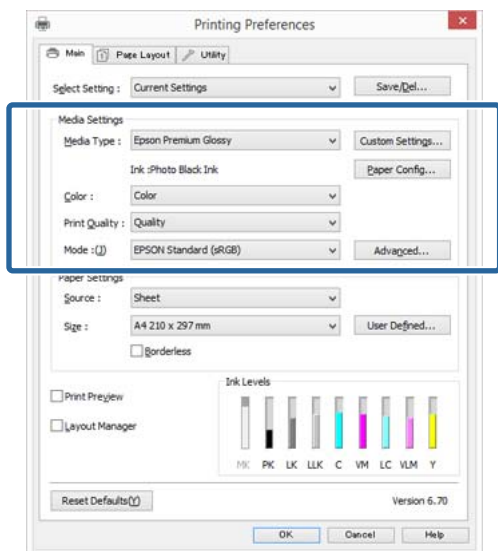 Printing Preferences
Main Page Layout Utility
Select Setting : Current Settings Save/Del...
Media Settings
Media Type : Epson Premium Glossy Custom Settings...
Ink :Photo Black Ink Paper Config...
Color : Color
Print Quality : Quality
Mode :(J) EPSON Standard (sRGB) Advanced...
Paper Settings
Source : Sheet
Size : A4 210 x 297 mm User Defined...
Borderless
Print Preview
Layout Manager
Ink Levels
MK PK LK LLK C VM LC VLM Y
Reset Defaults(Y) Version 6.70
OK Cancel Help